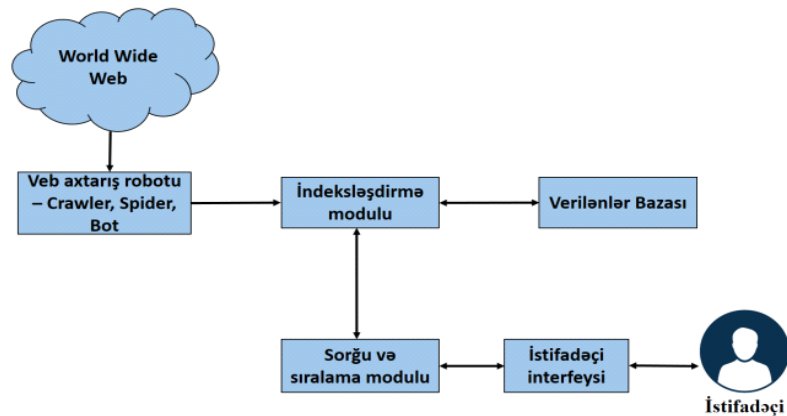 World Wide
Web
Veb axtarış robotu
– Crawler, Spider,
Bot
İndeksləşdirmə
modulu
Verilənlər Bazası
Sorğu və
sıralama modulu
İstifadəçi
interfeysi
İstifadəçi